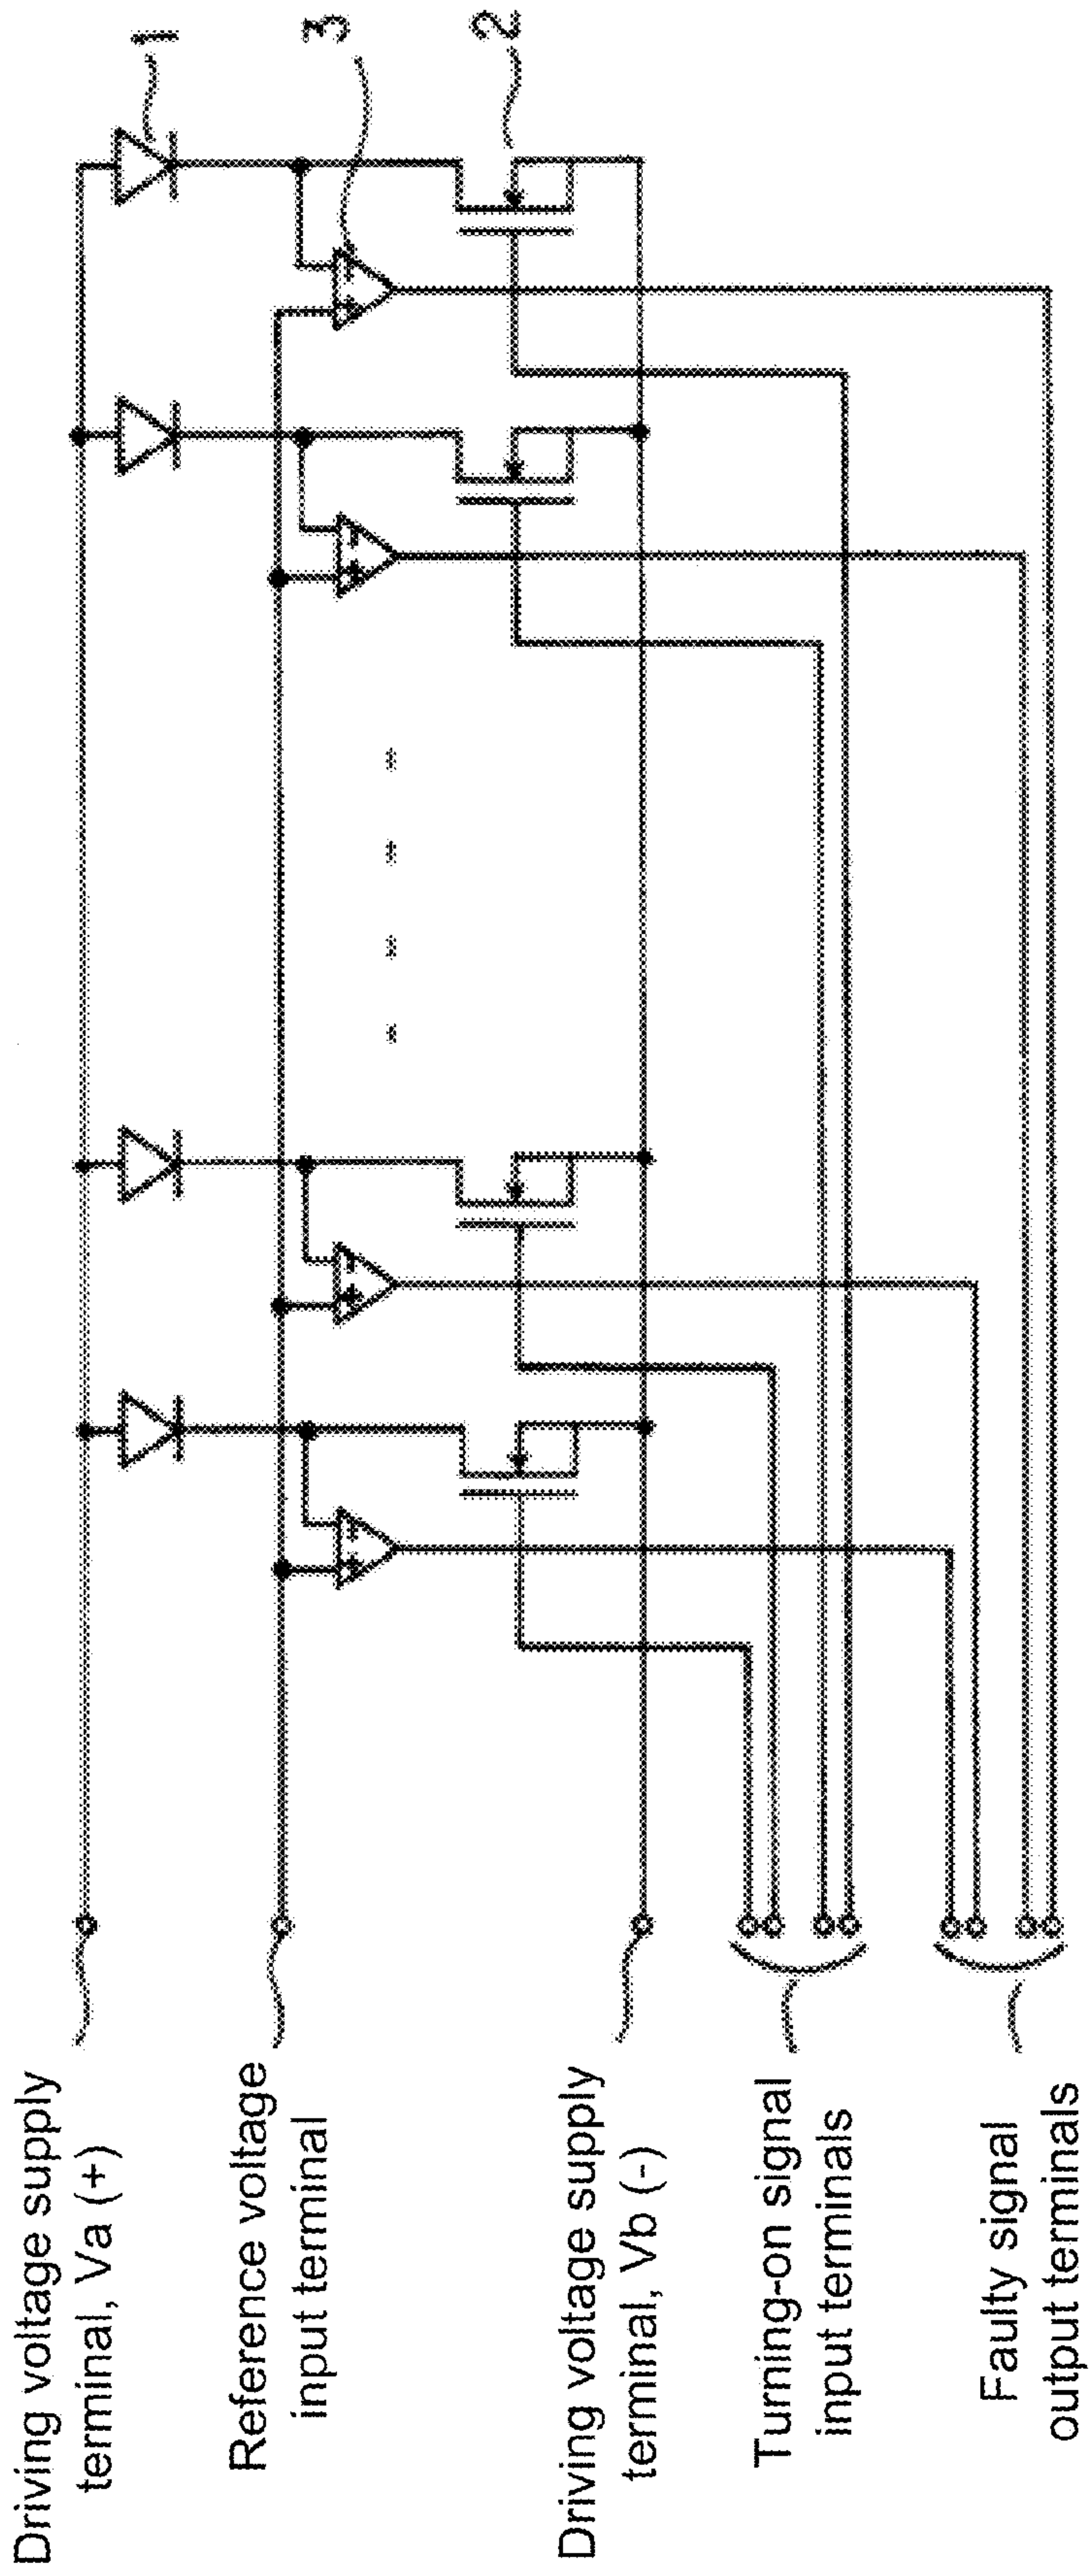 Driving voltage supply
terminal, Va (+)
Reference voltage
input terminal
Driving voltage supply
terminal, Vb (-)
Turning-on signal
input terminals
Faulty signal
output terminals
1
3
2
+ -
+ -
+ -
+ -